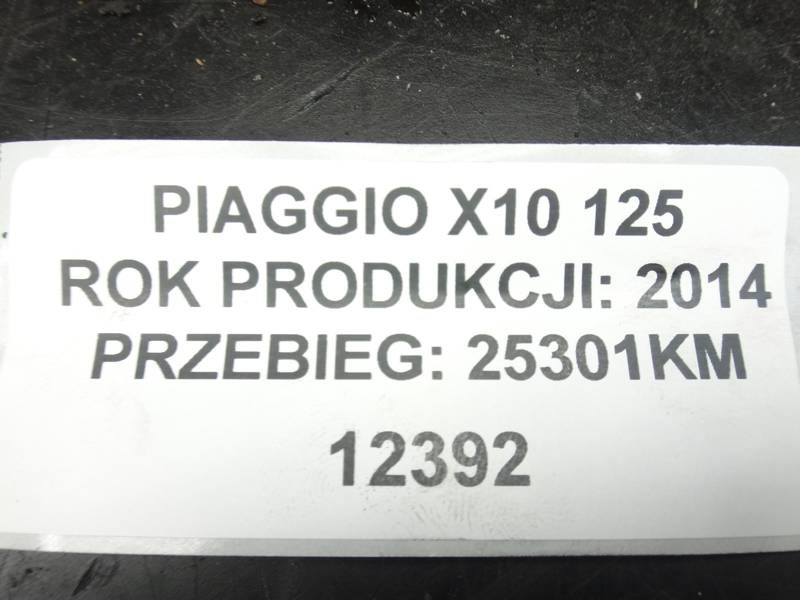 PIAGGIO X10 125
ROK PRODUKCJI: 2014
PRZEBIEG: 25301KM
12392